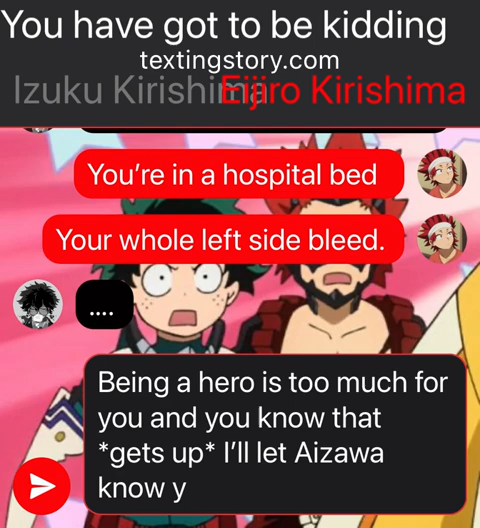 You have got to be kidding
textingstory.com
Izuku Kirishima Eijiro Kirishima
You're in a hospital bed
Your whole left side bleed.
....
Being a hero is too much for
you and you know that
*gets up* I'll let Aizawa
know y